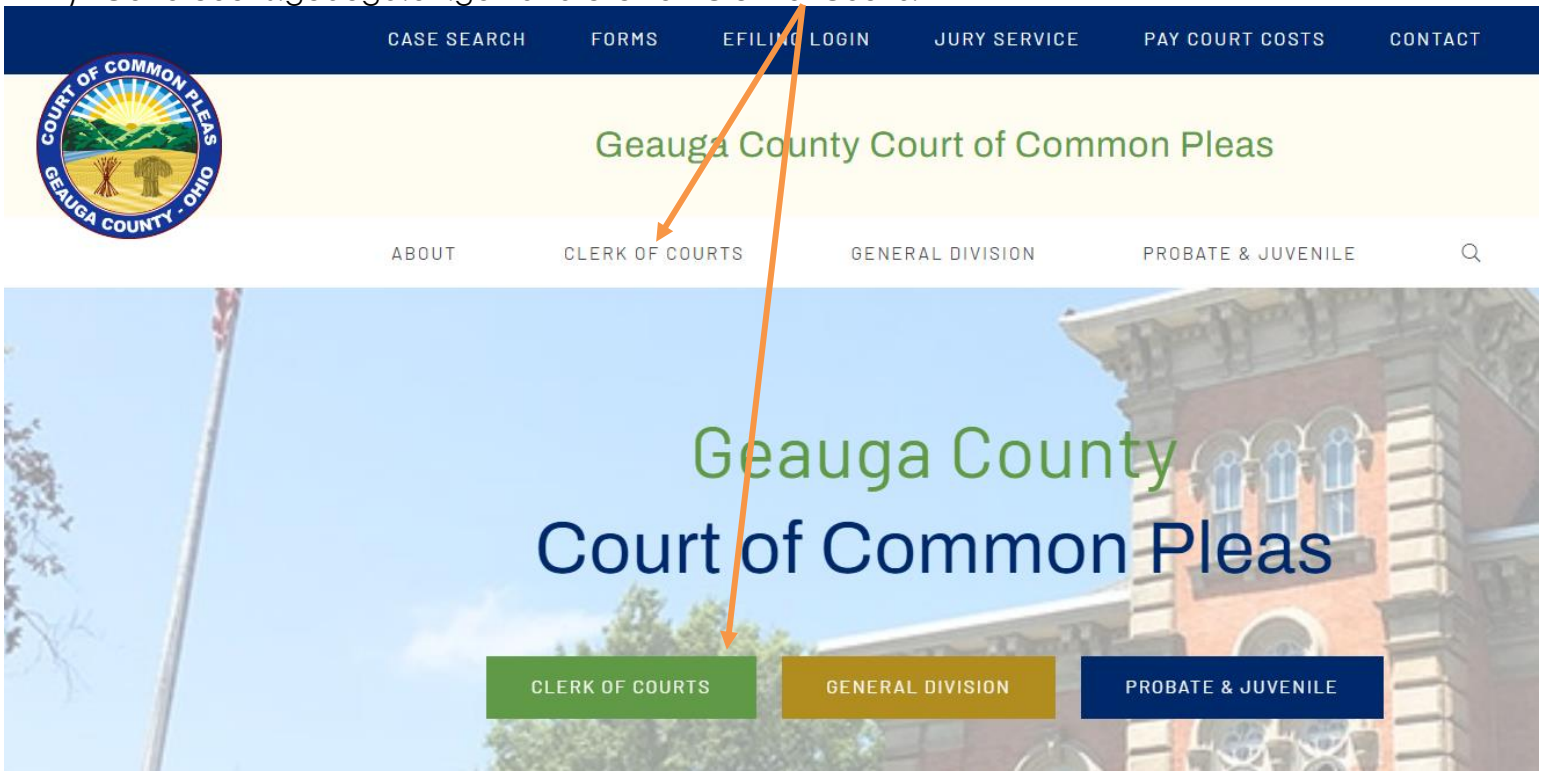 CASE SEARCH FORMS EFILING LOGIN JURY SERVICE PAY COURT COSTS CONTACT
COURT OF COMMON PLEAS
GEAUGA COUNTY - OHIO
Geauga County Court of Common Pleas
ABOUT CLERK OF COURTS GENERAL DIVISION PROBATE & JUVENILE
Geauga County
Court of Common Pleas
CLERK OF COURTS GENERAL DIVISION PROBATE & JUVENILE